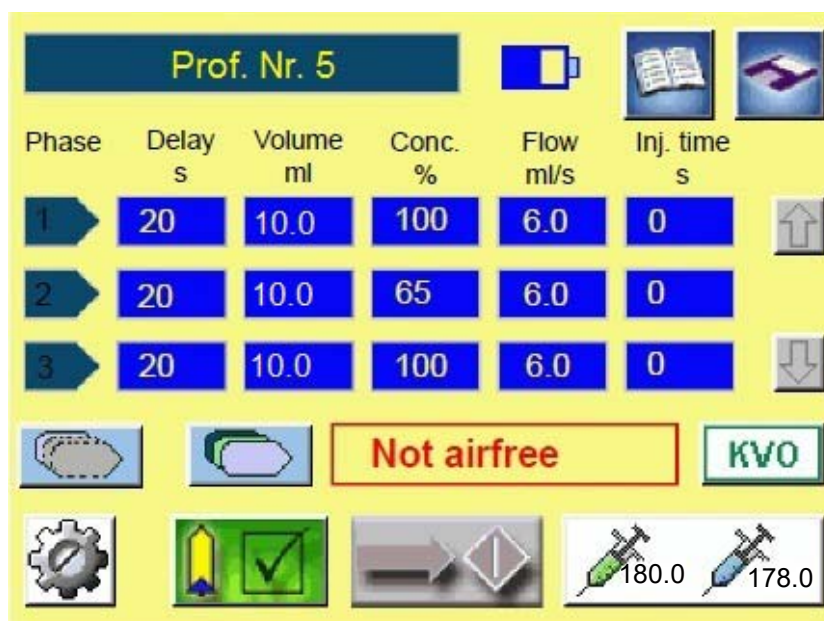 Prof. Nr. 5
Phase Delay Volume Conc. Flow Inj. time
s ml % ml/s s
1 20 10.0 100 6.0 0
2 20 10.0 65 6.0 0
3 20 10.0 100 6.0 0
Not airfree KVO
180.0 178.0